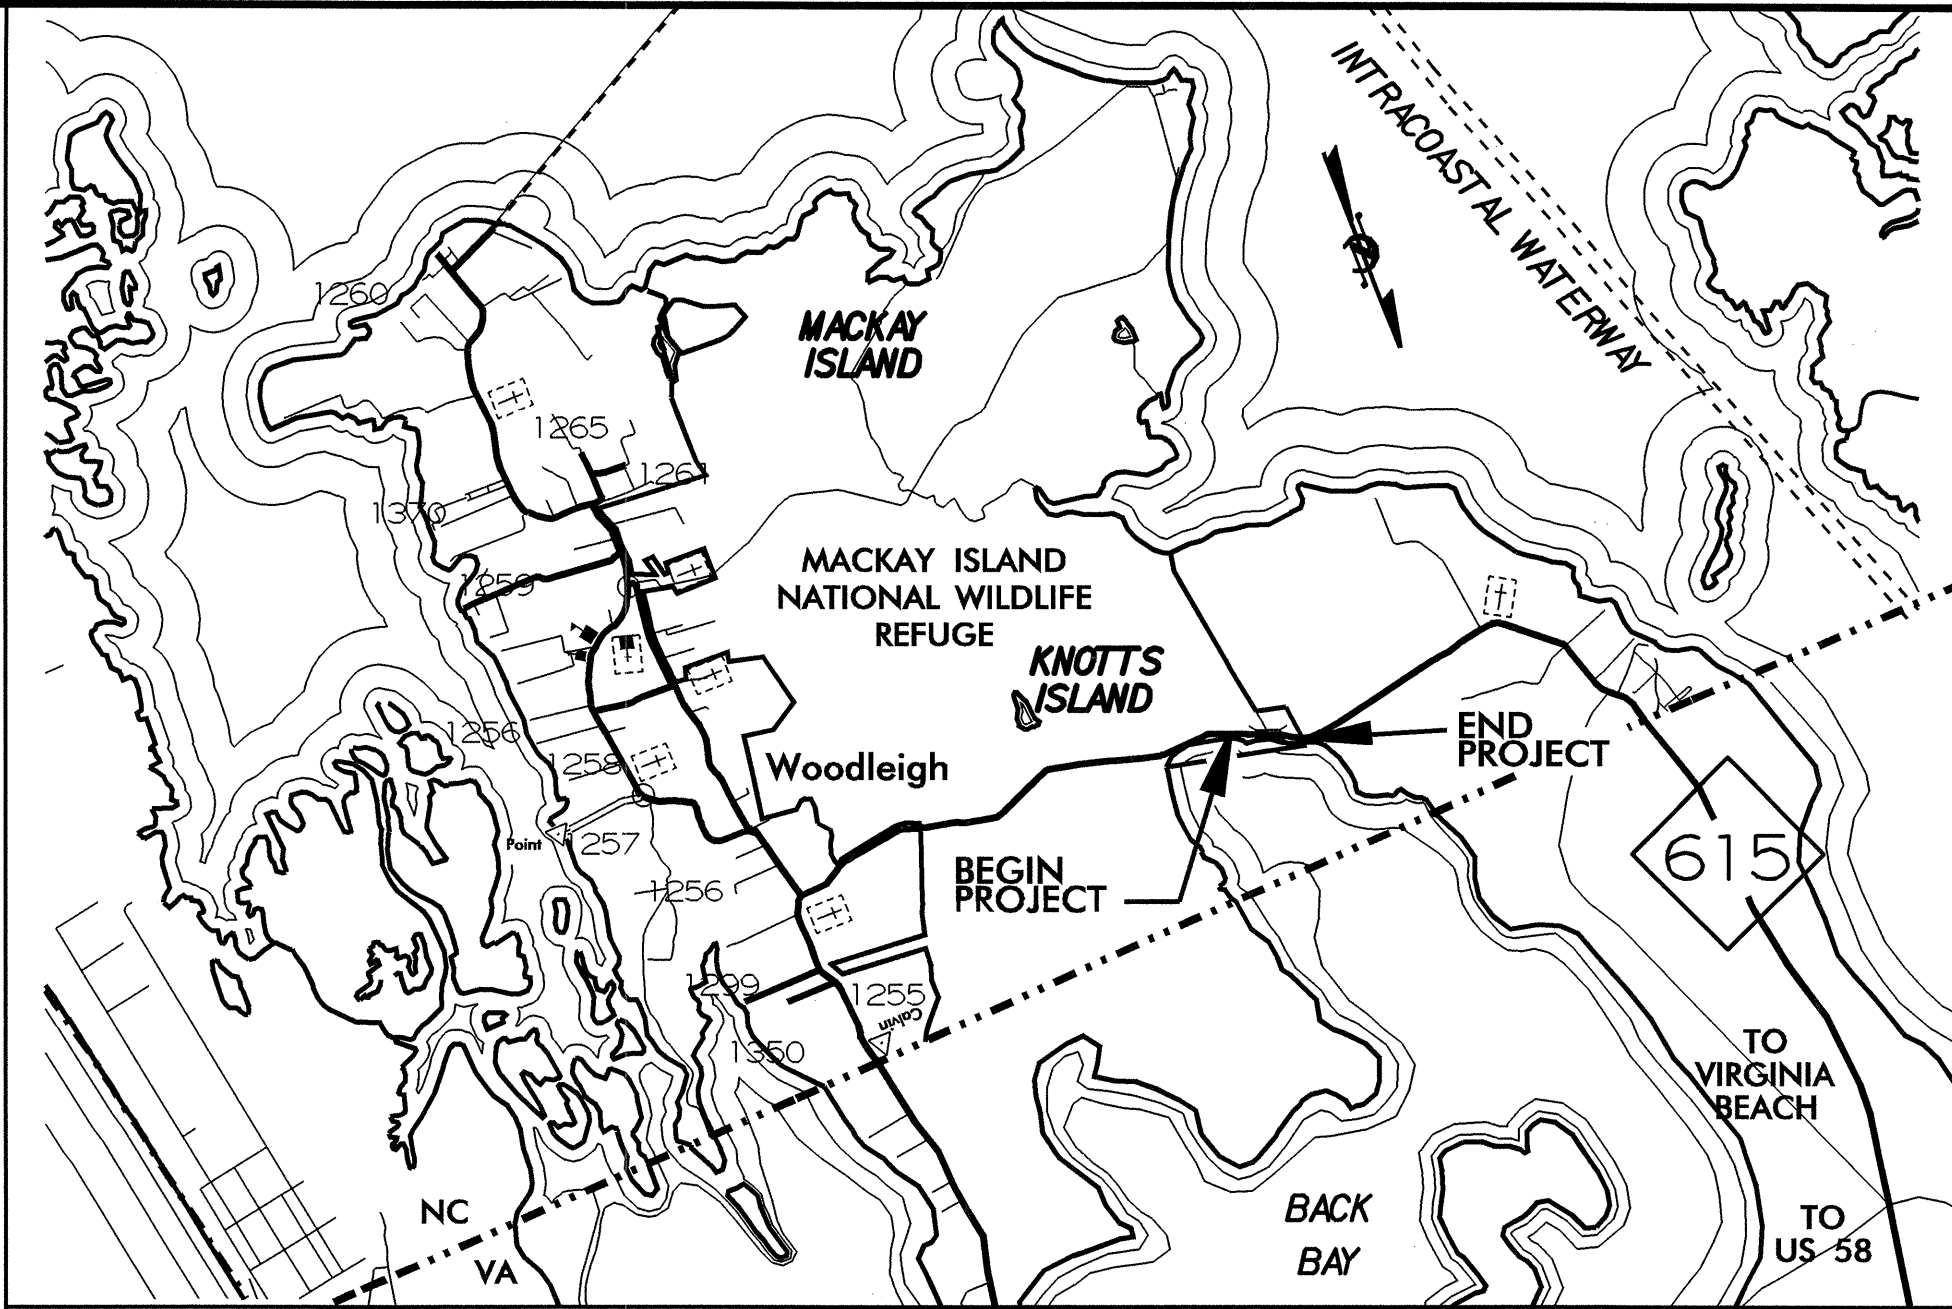 INTRACOASTAL WATERWAY
1260
MACKAY
ISLAND
1265
1261
1370
MACKAY ISLAND
NATIONAL WILDLIFE
REFUGE
1259
KNOTTS
ISLAND
1256
END
PROJECT
1258
Woodleigh
Point
1257
615
BEGIN
PROJECT
1256
1299
1255
Calvin
1350
TO
VIRGINIA
BEACH
NC
VA
BACK
BAY
TO
US 58